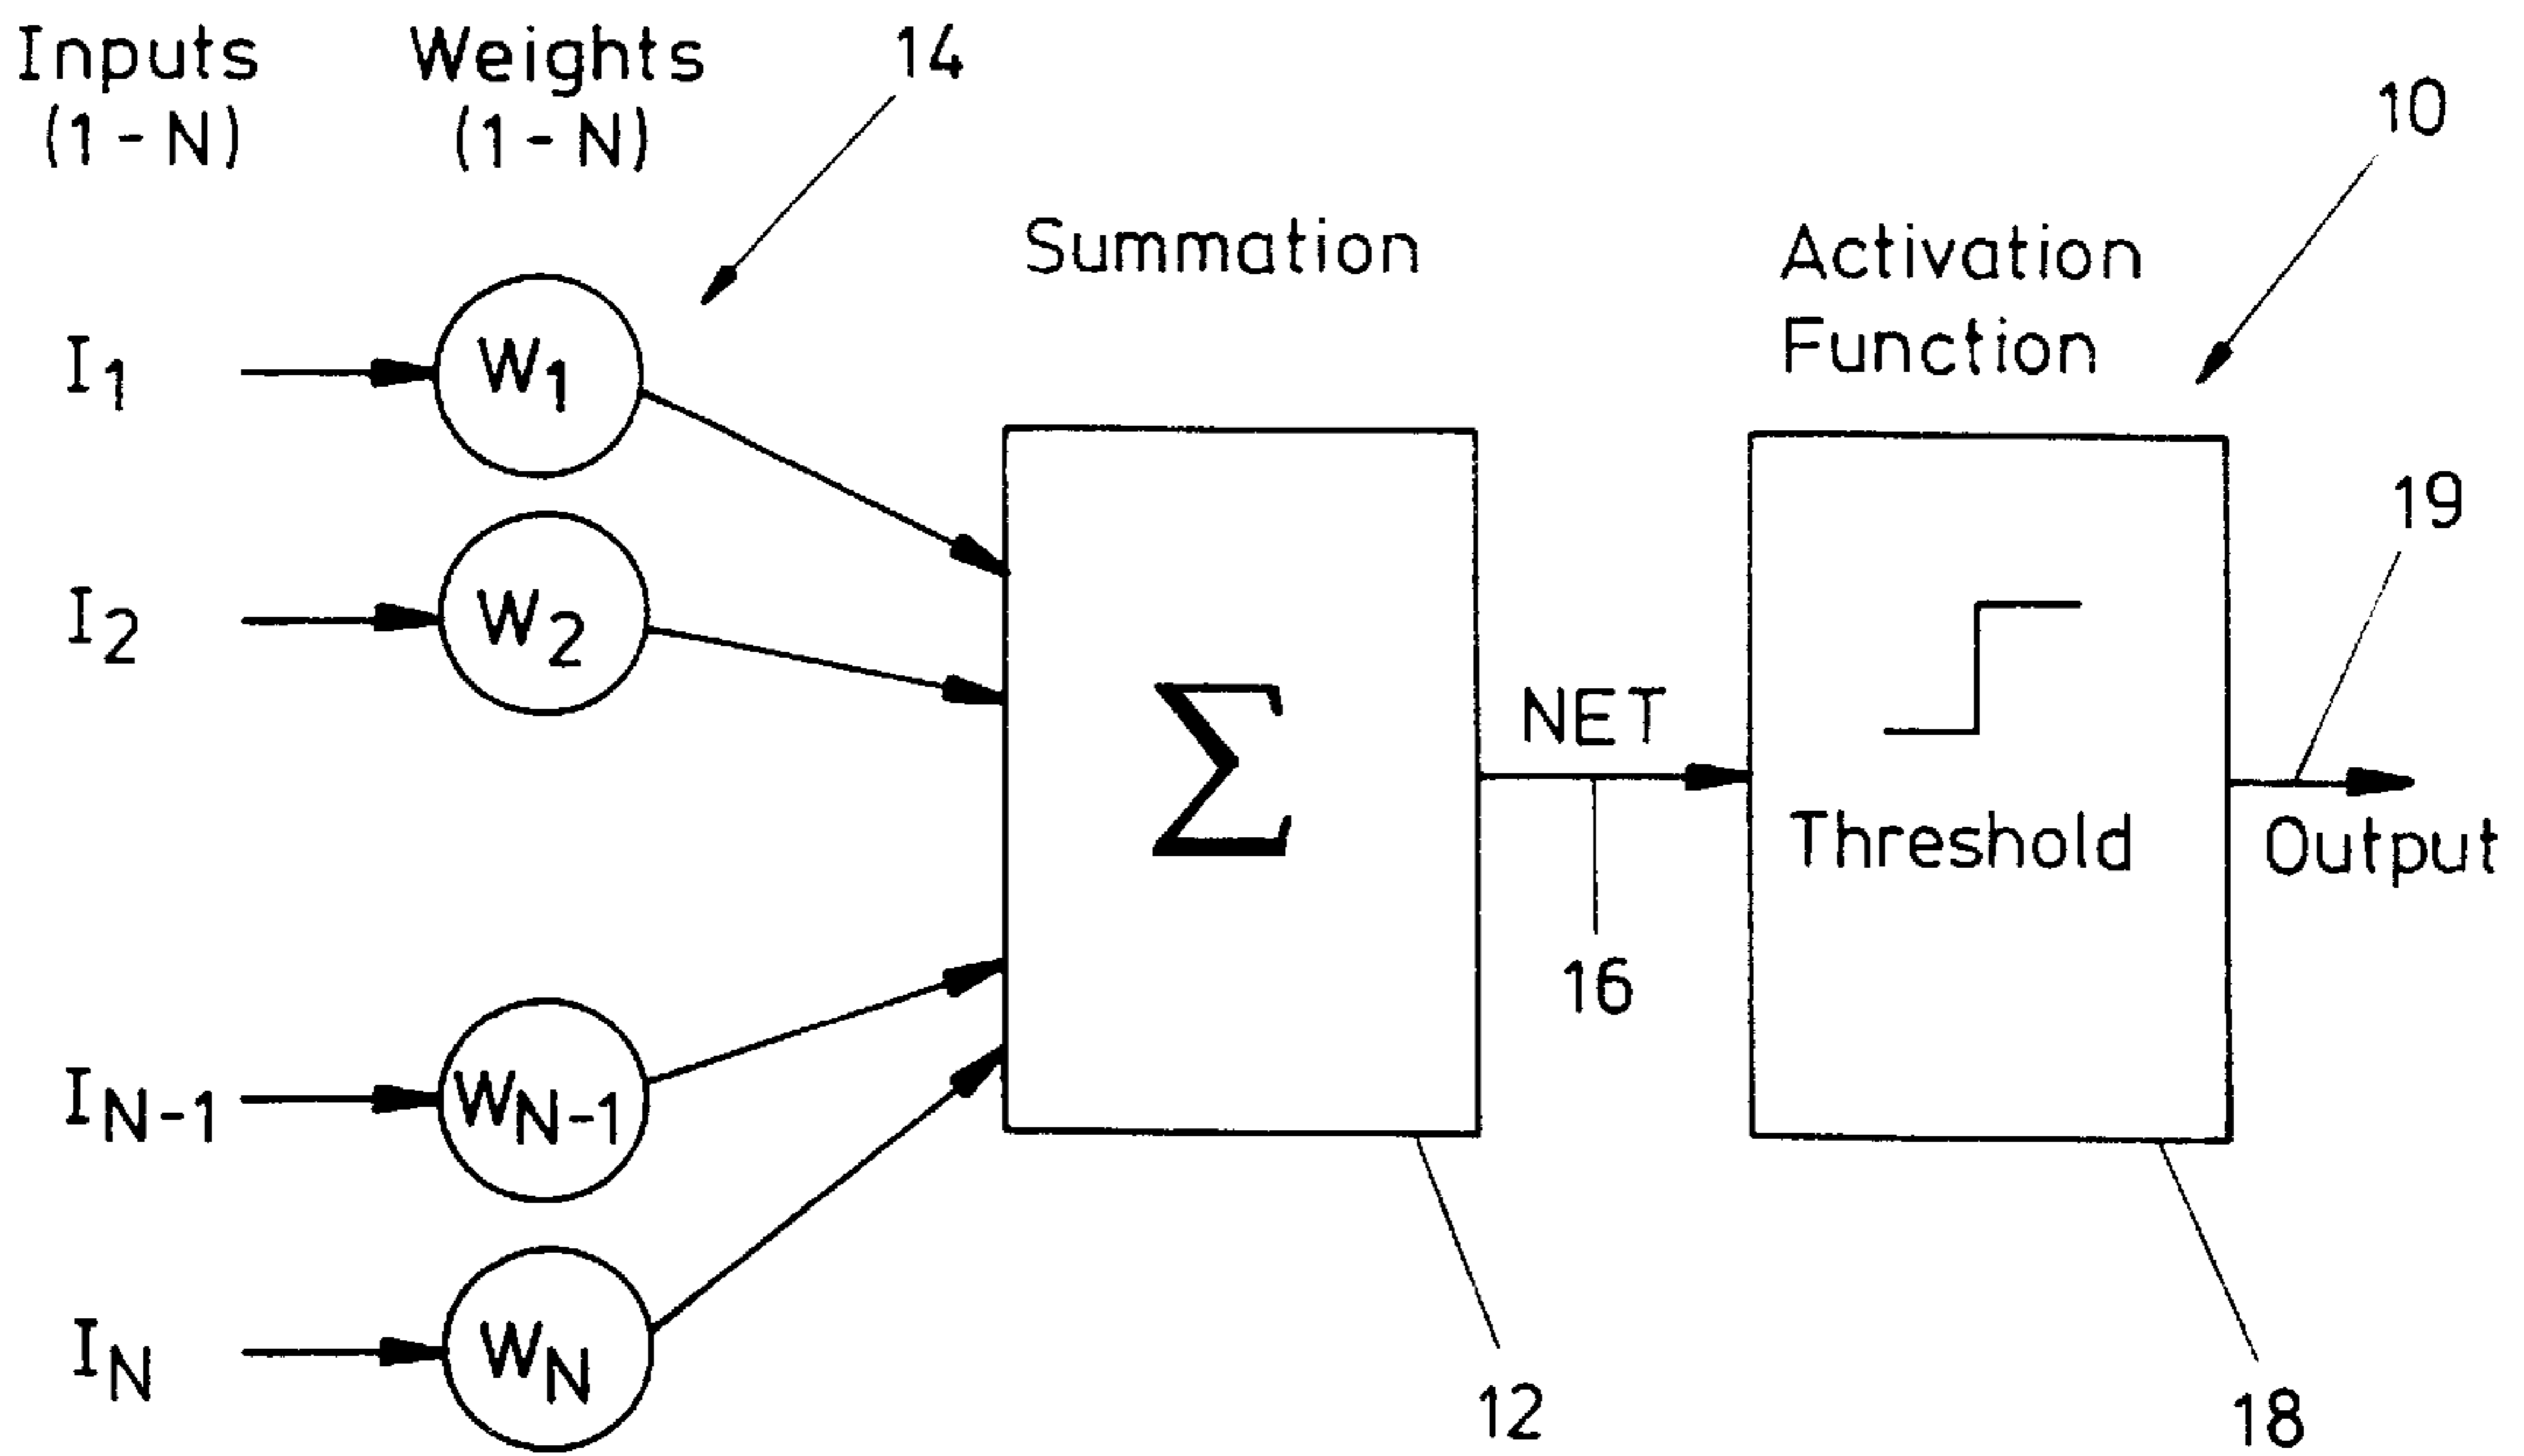 Inputs
(1-N)
Weights
(1-N)
14
10
Summation
Activation
Function
I1
W1
I2
W2
19
NET
Σ
Threshold
Output
16
IN-1
WN-1
IN
WN
12
18